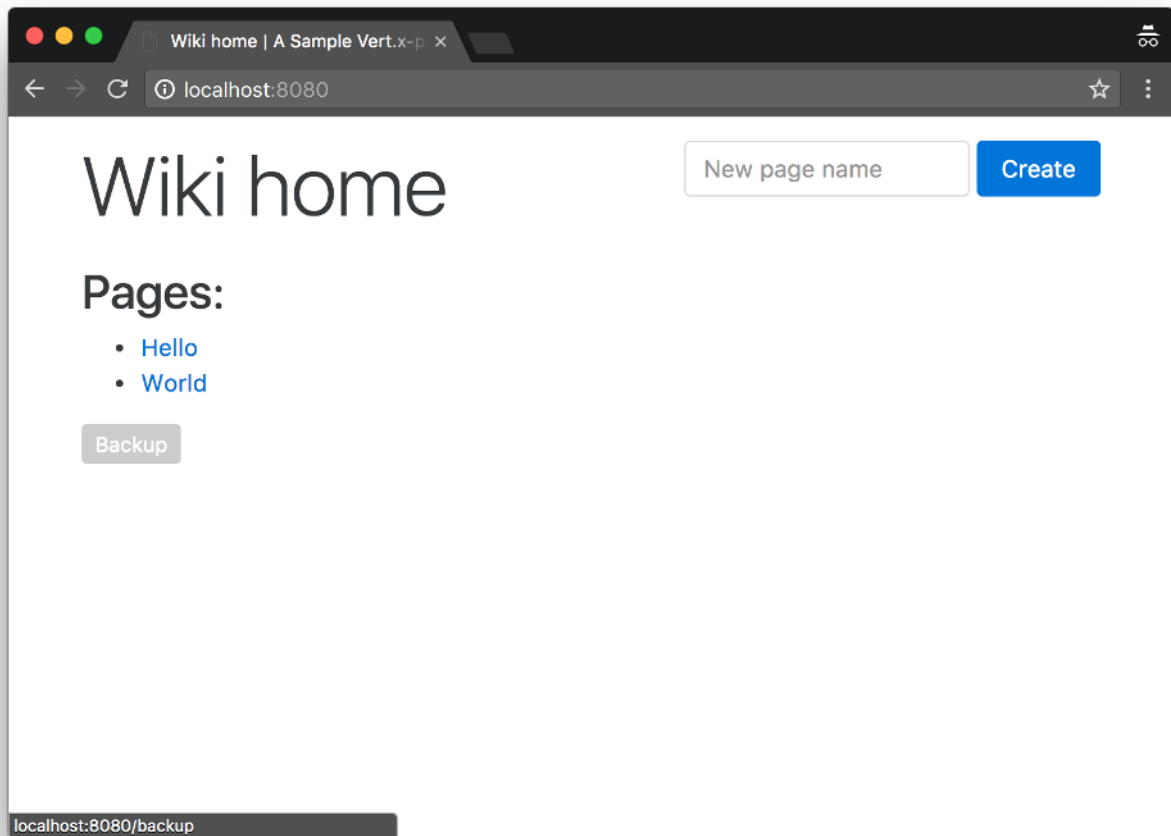 Wiki home | A Sample Vert.x-p
localhost:8080
Wiki home
New page name
Create
Pages:
Hello
World
Backup
localhost:8080/backup